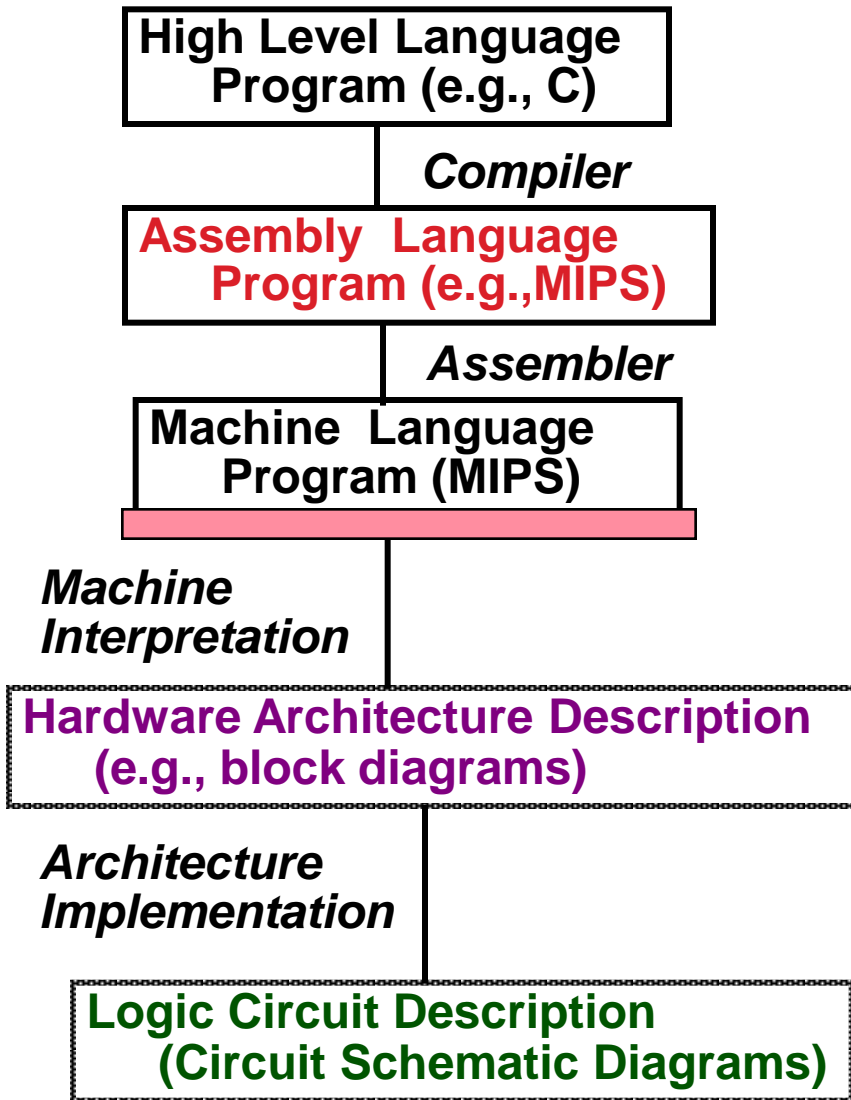 High Level Language
Program (e.g., C)
Compiler
Assembly Language
Program (e.g.,MIPS)
Assembler
Machine Language
Program (MIPS)
Machine
Interpretation
Hardware Architecture Description
(e.g., block diagrams)
Architecture
Implementation
Logic Circuit Description
(Circuit Schematic Diagrams)